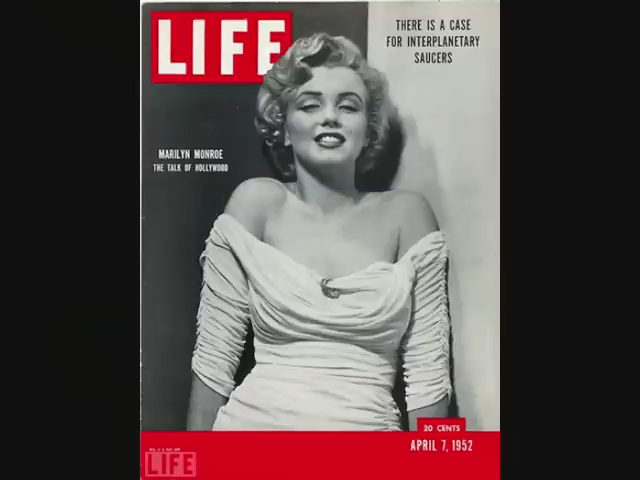 LIFE
THERE IS A CASE
FOR INTERPLANETARY
SAUCERS
MARILYN MONROE
THE TALK OF HOLLYWOOD
20 CENTS
APRIL 7, 1952
LIFE